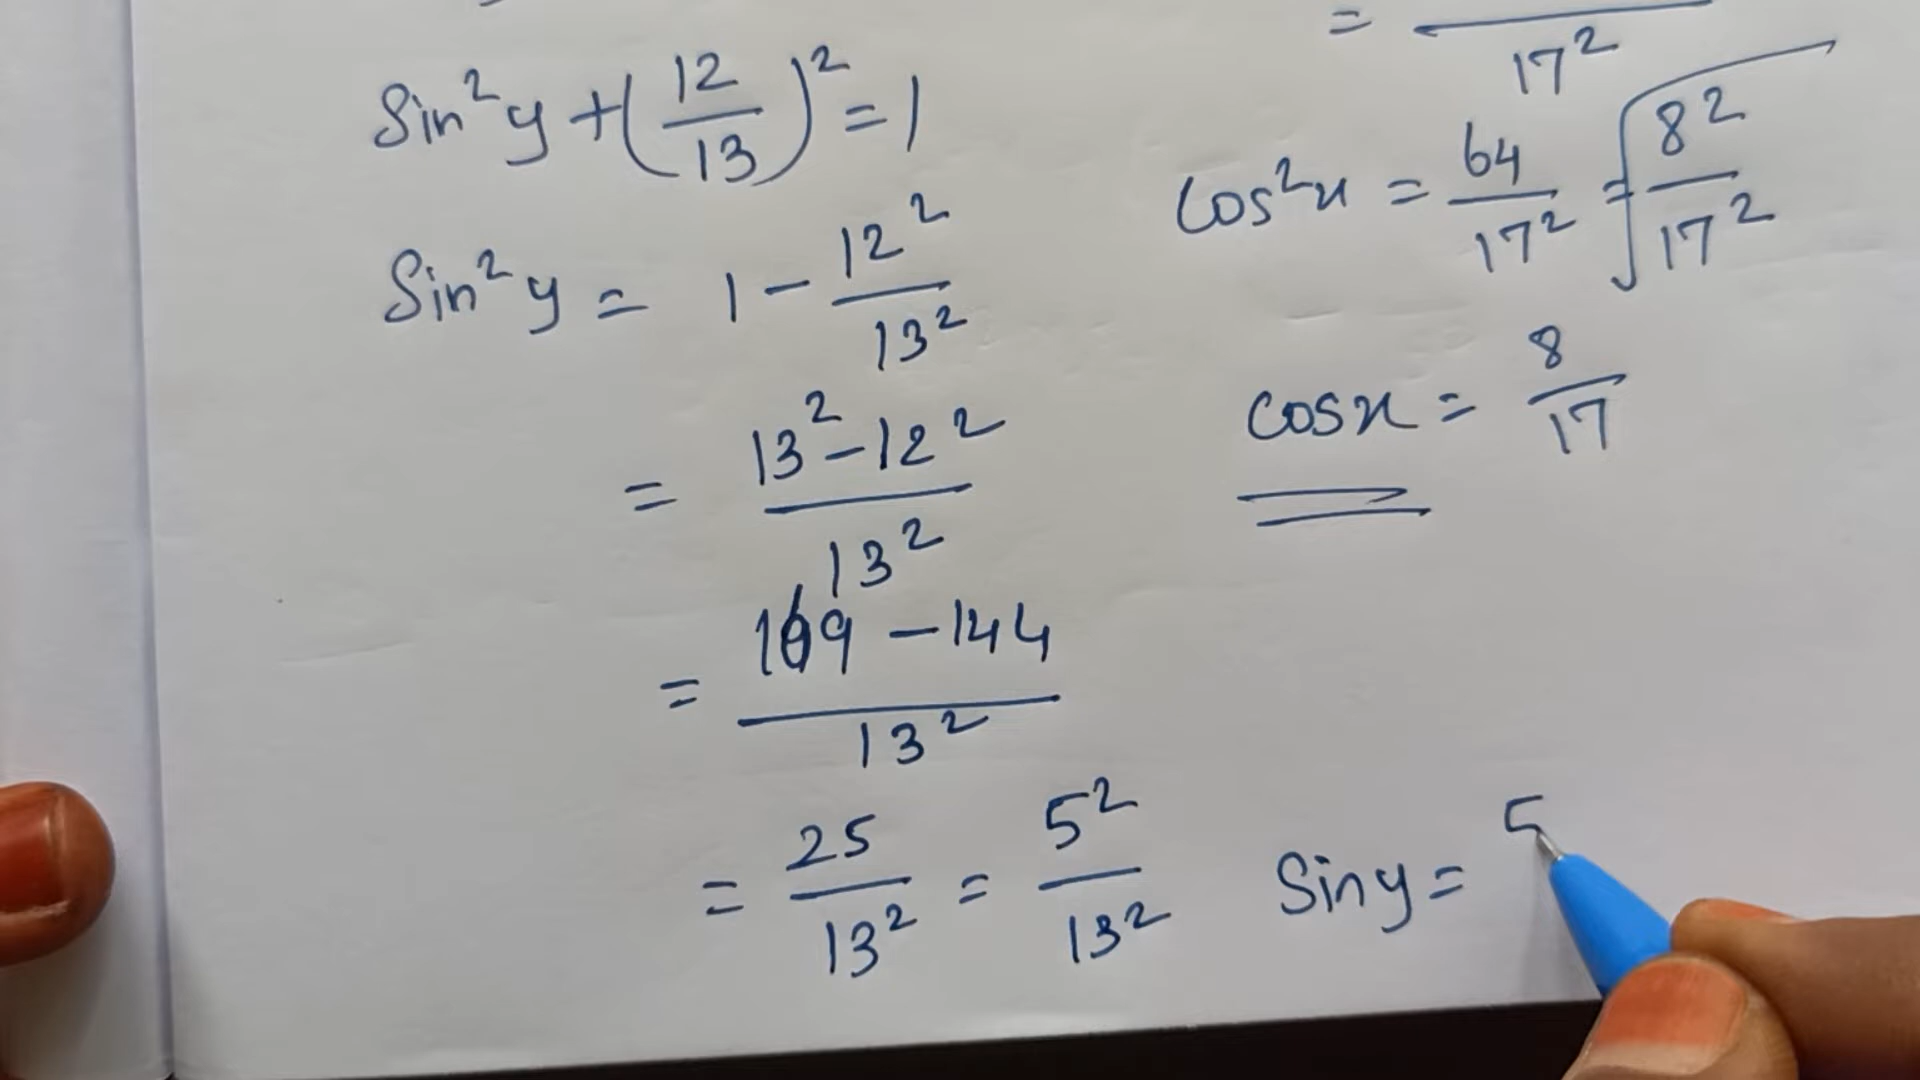 Sin²y + (12/13)² = 1
Sin²y = 1 - 12²/13²
= 13² - 12² / 13²
= 169 - 144 / 13²
= 25/13² = 5²/13²
= /17²
cos²x = 64/17² = √8²/17²
cosx = 8/17
Sin y = 5